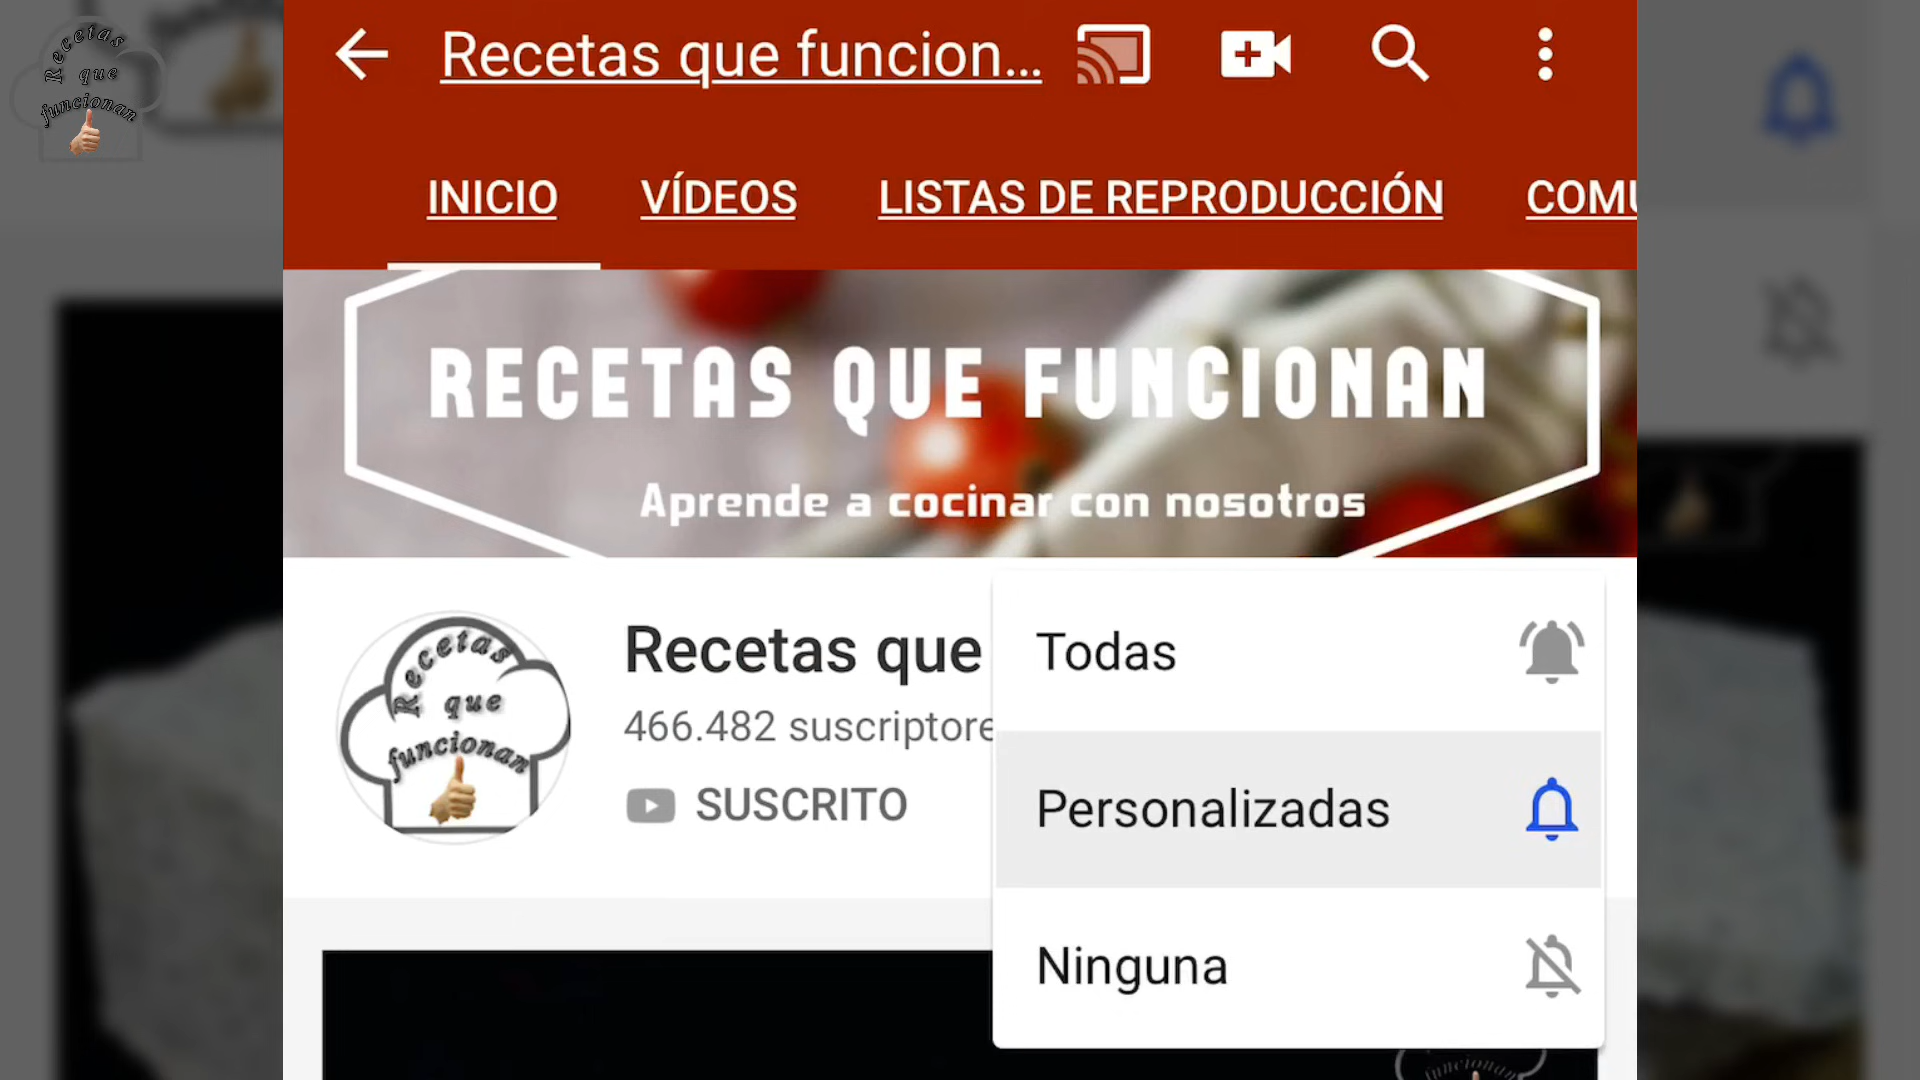 Recetas
que
funcionan
Recetas que funcion...
INICIO VÍDEOS LISTAS DE REPRODUCCIÓN COMU
RECETAS QUE FUNCIONAN
Aprende a cocinar con nosotros
Recetas
que
funcionan
Recetas que
466.482 suscriptore
SUSCRITO
Todas
Personalizadas
Ninguna
funcionan